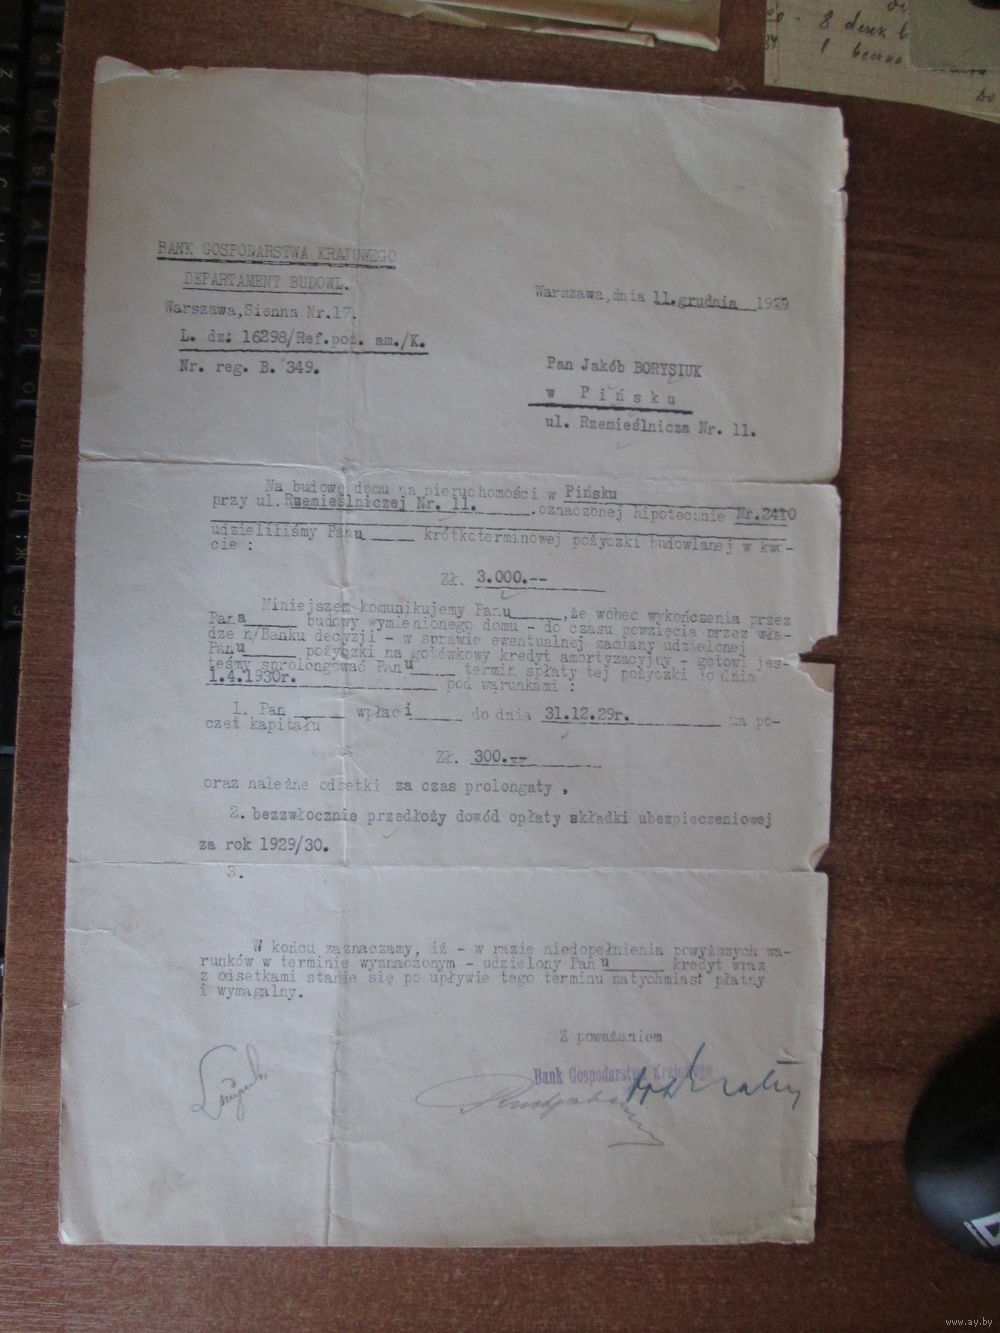 8 desek
1
BANK GOSPODARSTWA KRAJOWEGO
DEPARTAMENT BUDOWL.
Warszawa, Sienna Nr.17.
L. dz: 16298/Ref.poż. am./K.
Nr. reg. B. 349.
Warszawa, dnia 11.grudnia 1929
Pan Jakób BORYSIUK
w Pińsku
ul. Rzemieślnicza Nr. 11.
Na budowę domu na nieruchomości w Pińsku
przy ul. Rzemieślniczej Nr. 11. oznaczonej hipotecznie Nr.2410
udzieliliśmy Panu krótkoterminowej pożyczki budowlanej w kwo-
cie :
Zł. 3.000.--
Niniejszem komunikujemy Panu, że wobec wykończenia przez
Pana budowy wymienionego domu - do czasu powzięcia przez wła-
dze n/Banku decyzji - w sprawie ewentualnej zamiany udzielonej
Panu pożyczki na gotówkowy kredyt amortyzacyjny - gotowi jes-
teśmy sprolongować Panu termin spłaty tej pożyczki do dnia
1.4.1930r. pod warunkami :
1. Pan wpłaci do dnia 31.12.29r. na po-
czet kapitału
Zł. 300.--
oraz należne odsetki za czas prolongaty ,
2. bezzwłocznie przedłoży dowód opłaty składki ubezpieczeniowej
za rok 1929/30.
3.
W końcu zaznaczamy, iż - w razie niedopełnienia powyższych wa-
runków w terminie wyznaczonym - udzielony Panu kredyt wraz
z odsetkami stanie się po upływie tego terminu natychmiast płatny
i wymagalny.
Z poważaniem
Bank Gospodarstwa Krajowego
www.ay.by